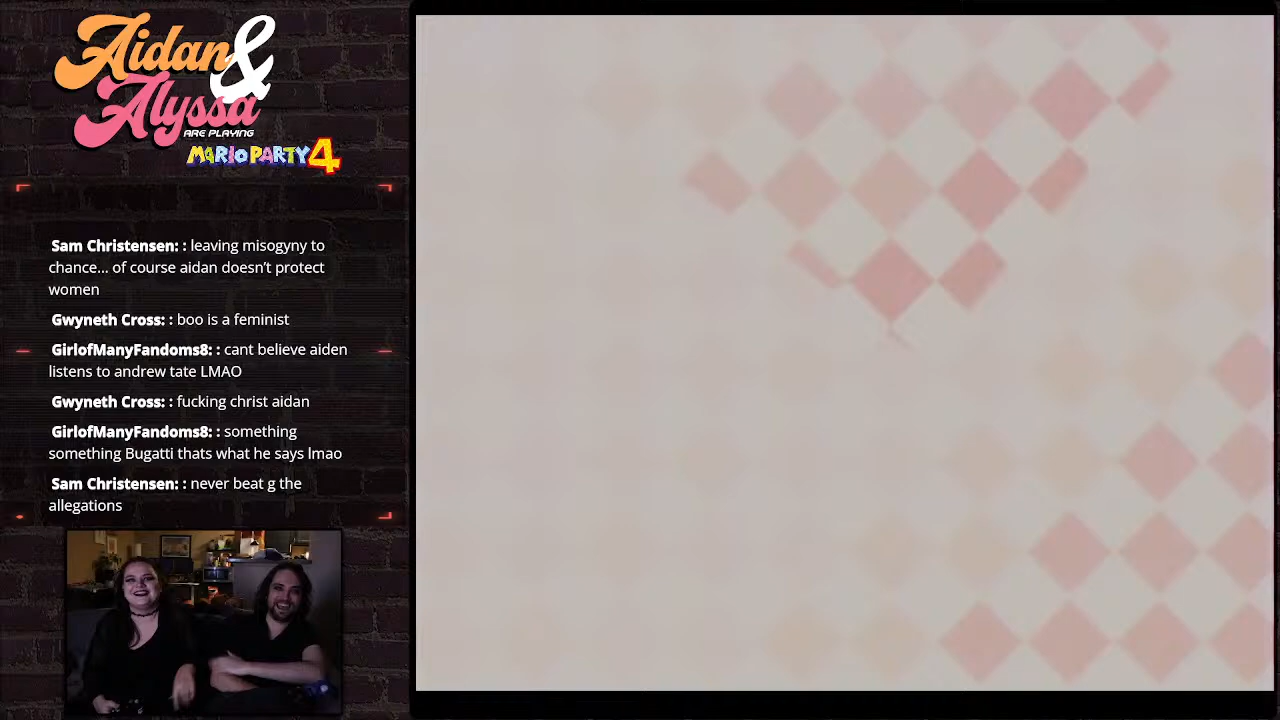 Aidan &
Alyssa
ARE PLAYING
MARIO PARTY 4
Sam Christensen: : leaving misogyny to
chance... of course aidan doesn't protect
women
Gwyneth Cross: : boo is a feminist
GirlofManyFandoms8: : cant believe aiden
listens to andrew tate LMAO
Gwyneth Cross: : fucking christ aidan
GirlofManyFandoms8: : something
something Bugatti thats what he says lmao
Sam Christensen: : never beat g the
allegations